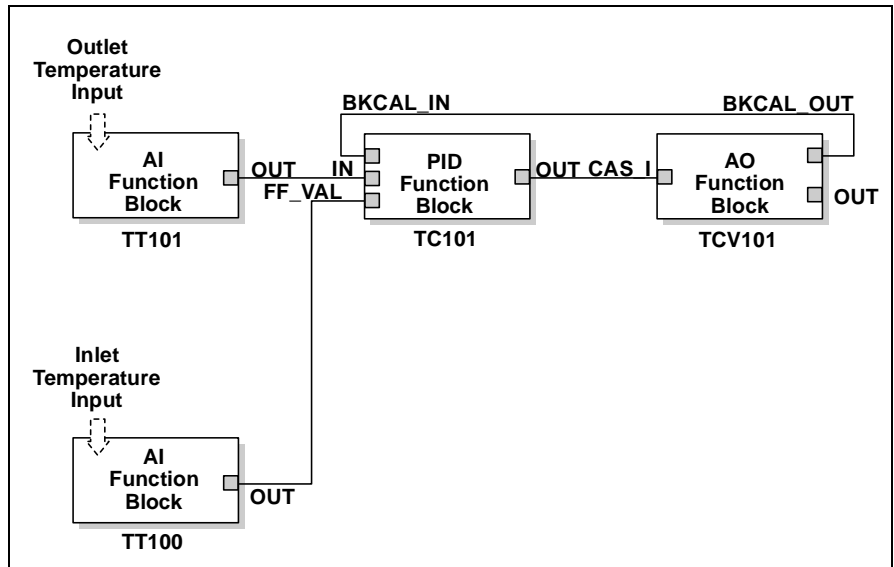 Outlet
Temperature
Input
BKCAL_IN
BKCAL_OUT
AI
Function
Block
OUT
IN
FF_VAL
PID
Function
Block
OUT
CAS_I
AO
Function
Block
OUT
TT101
TC101
TCV101
Inlet
Temperature
Input
AI
Function
Block
OUT
TT100